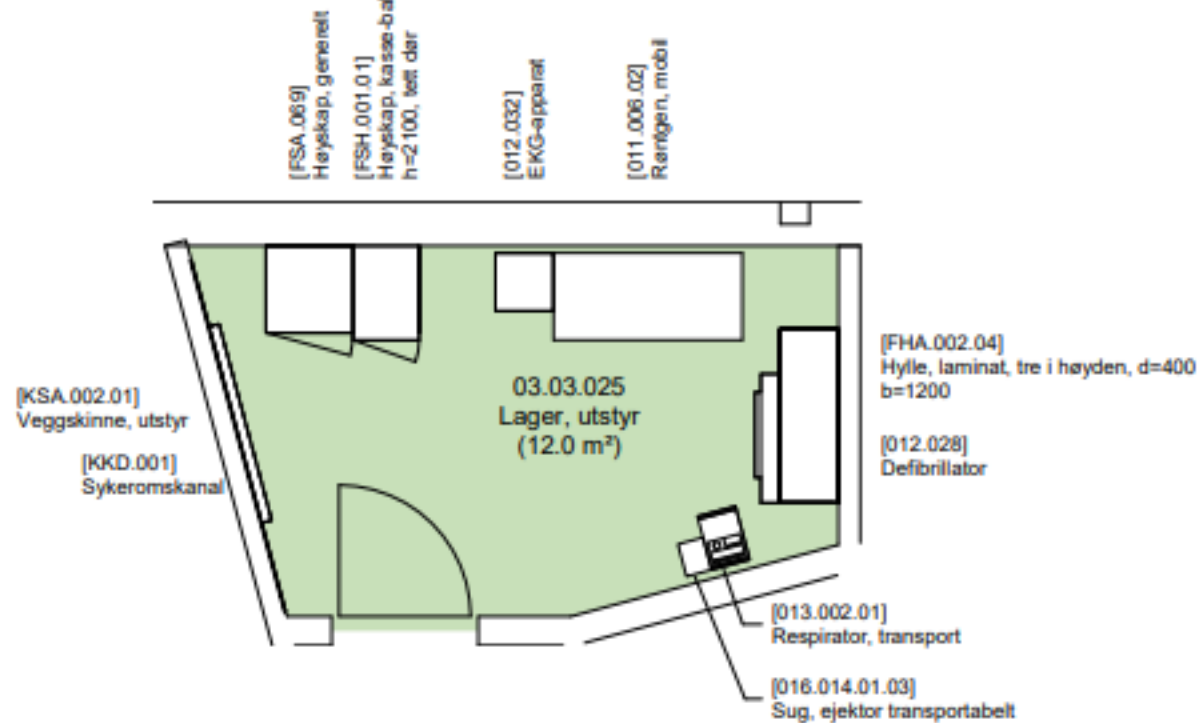 [FSA.069]
Høyskap, generelt
[FSH.001.01]
h=2100, tett dør
[012.032]
EKG-apparat
[011.006.02]
Røntgen, mobil
03.03.025
Lager, utstyr
(12.0 m²)
[KSA.002.01]
Veggskinne, utstyr
[KKD.001]
Sykeromskanal
[FHA.002.04]
Hylle, laminat, tre i høyden, d=400
b=1200
[012.028]
Defibrillator
[013.002.01]
Respirator, transport
[016.014.01.03]
Sug, ejektor transportabelt